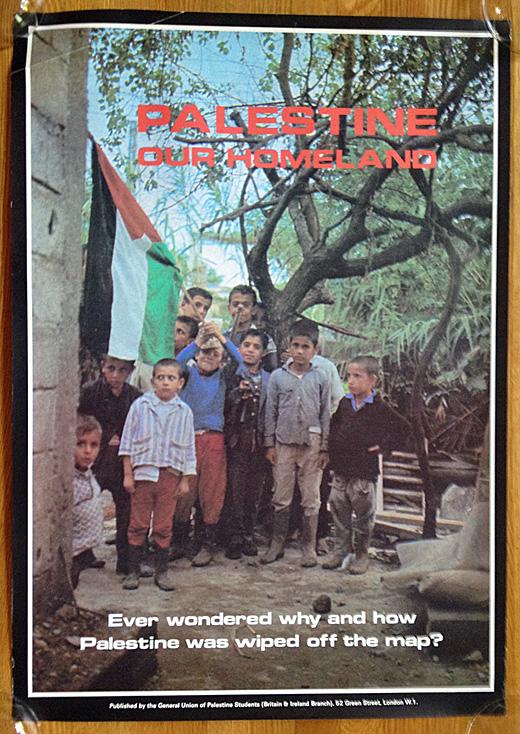 PALESTINE
OUR HOMELAND
Ever wondered why and how
Palestine was wiped off the map?
Published by the General Union of Palestine Students (Britain & Ireland Branch). 52 Green Street, London W.1.